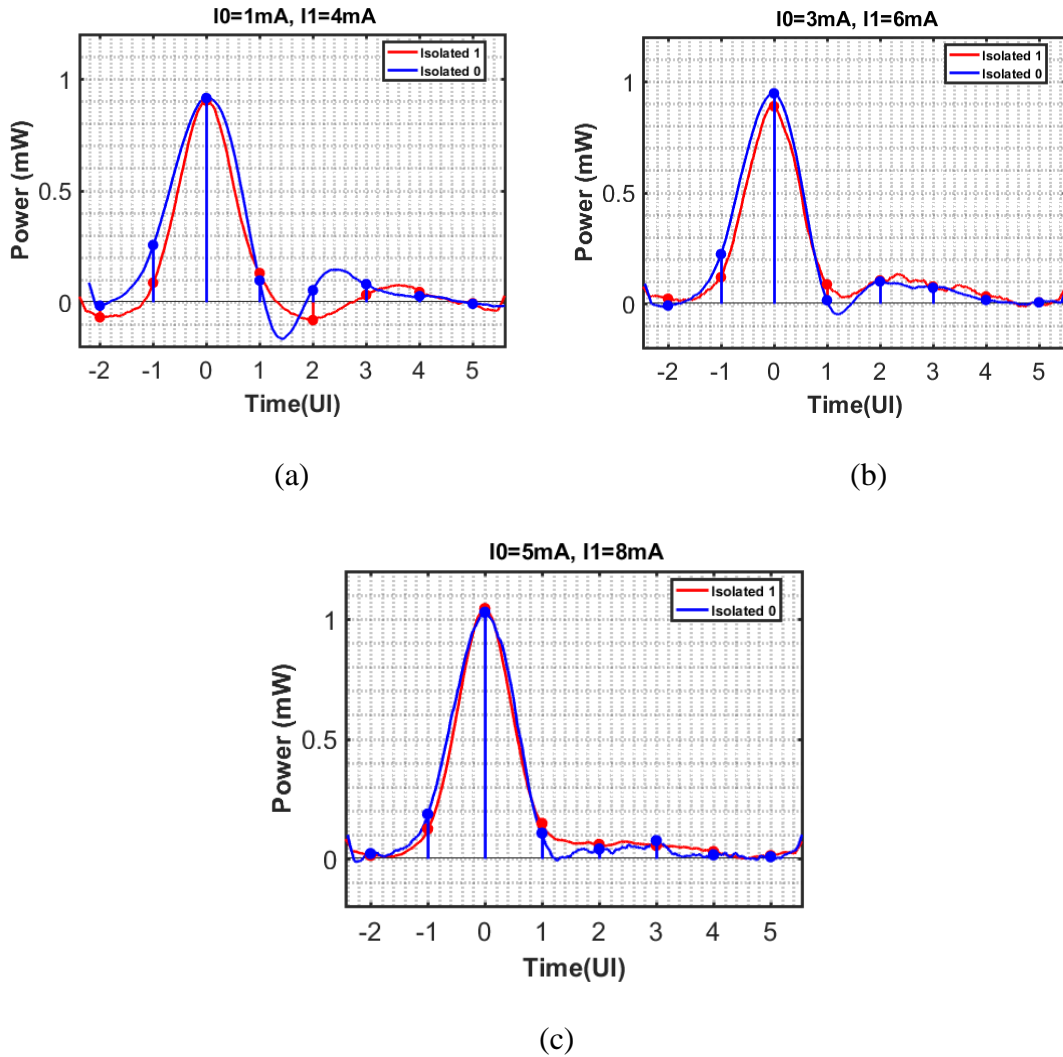 I0=1mA, I1=4mA
Isolated 1
Isolated 0
Power (mW)
1
0.5
0
-2 -1 0 1 2 3 4 5
Time(UI)
(a)
I0=3mA, I1=6mA
Isolated 1
Isolated 0
Power (mW)
1
0.5
0
-2 -1 0 1 2 3 4 5
Time(UI)
(b)
I0=5mA, I1=8mA
Isolated 1
Isolated 0
Power (mW)
1
0.5
0
-2 -1 0 1 2 3 4 5
Time(UI)
(c)